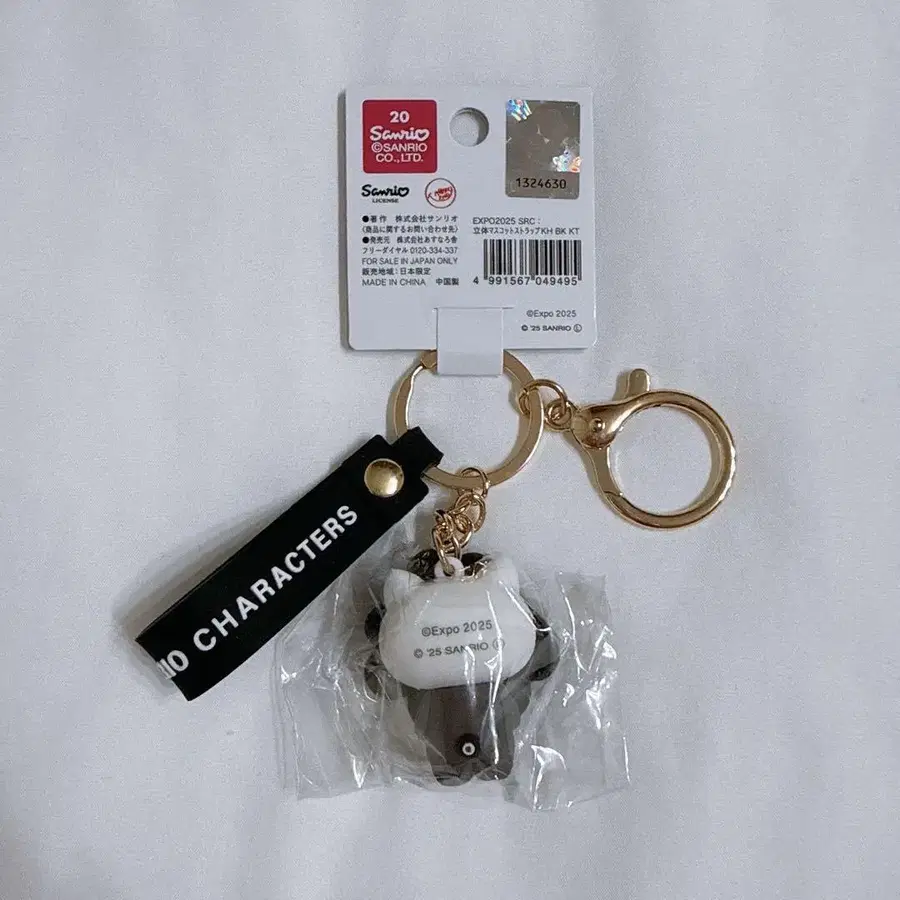 20
Sanrio
©SANRIO
CO.,LTD.
1324630
Sanrio
LICENSE
●著作 株式会社サンリオ
(商品に関するお問い合わせ先)
●発売元 株式会社あすなろ舎
フリーダイヤル 0120-334-337
FOR SALE IN JAPAN ONLY
販売地域:日本限定
MADE IN CHINA 中国製
EXPO2025 SRC:
立体マスコットストラップKH BK KT
4 991567 049495
©Expo 2025
© '25 SANRIO Ⓛ
IO CHARACTERS
©Expo 2025
© '25 SANRIO Ⓛ